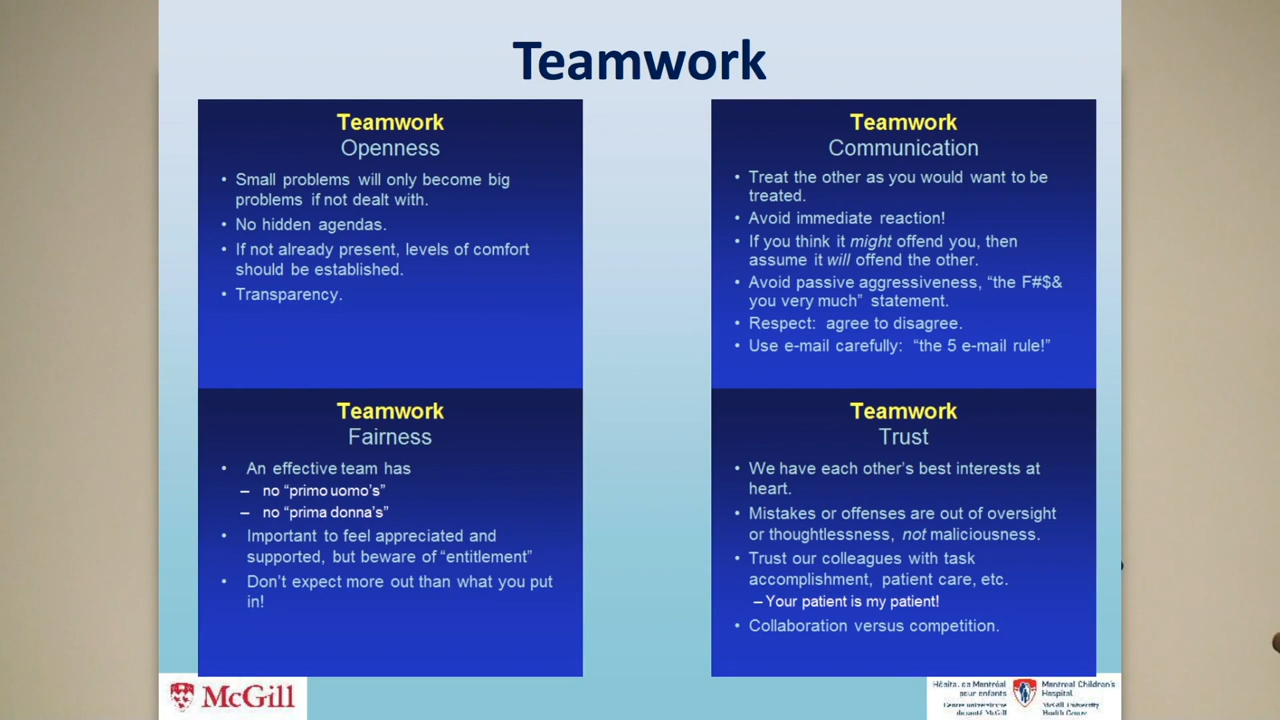 Teamwork
Teamwork
Openness
• Small problems will only become big
problems if not dealt with.
• No hidden agendas.
• If not already present, levels of comfort
should be established.
• Transparency.
Teamwork
Communication
• Treat the other as you would want to be
treated.
• Avoid immediate reaction!
• If you think it might offend you, then
assume it will offend the other.
• Avoid passive aggressiveness, “the F#$&
you very much” statement.
• Respect: agree to disagree.
• Use e-mail carefully: “the 5 e-mail rule!”
Teamwork
Fairness
• An effective team has
– no “primo uomo’s”
– no “prima donna’s”
• Important to feel appreciated and
supported, but beware of “entitlement”
• Don’t expect more out than what you put
in!
Teamwork
Trust
• We have each other’s best interests at
heart.
• Mistakes or offenses are out of oversight
or thoughtlessness, not maliciousness.
• Trust our colleagues with task
accomplishment, patient care, etc.
– Your patient is my patient!
• Collaboration versus competition.
McGill
Hôpital de Montréal
pour enfants
Centre universitaire
de santé McGill
Montreal Children's
Hospital
McGill University
Health Centre